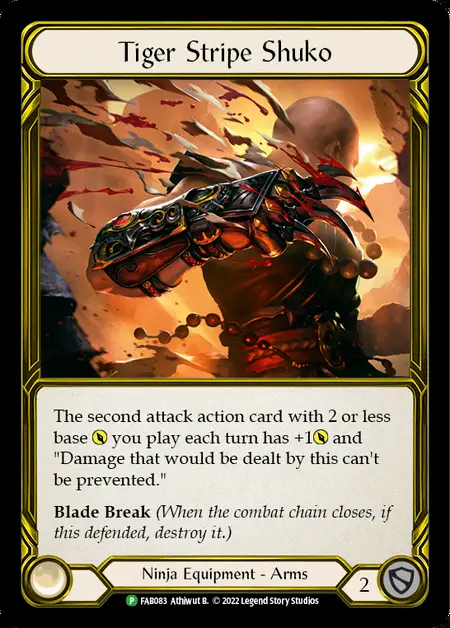 Tiger Stripe Shuko
The second attack action card with 2 or less
base you play each turn has +1 and
"Damage that would be dealt by this can't
be prevented."
Blade Break (When the combat chain closes, if
this defended, destroy it.)
Ninja Equipment - Arms
2
P FAB083 Athiwut B. © 2022 Legend Story Studios